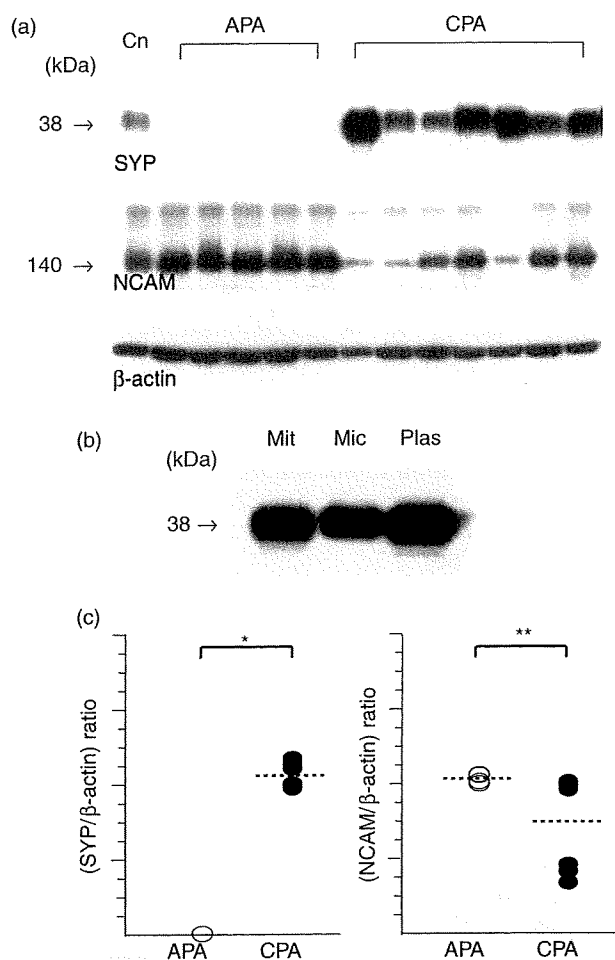 (a)
(kDa)
Cn
APA
CPA
38 →
SYP
140 →
NCAM
β-actin
(b)
(kDa)
Mit Mic Plas
38 →
(c)
*
(SYP/β-actin) ratio
APA CPA
**
(NCAM/β-actin) ratio
APA CPA